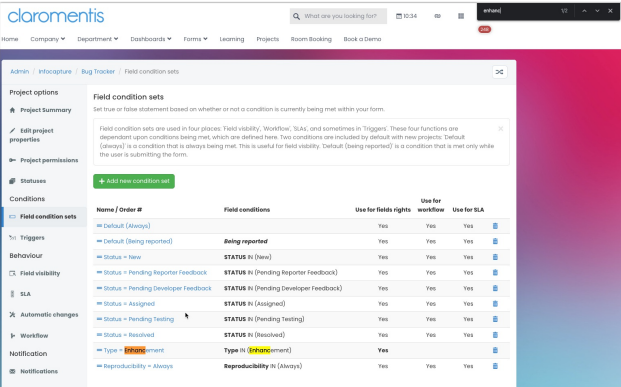 claromentis
What are you looking for?
10:34
enhanc
1/2
248
Home Company Department Dashboards Forms Learning Projects Room Booking Book a Demo
Admin / Infocapture / Bug Tracker / Field condition sets
Project options
Project Summary
Edit project
properties
Project permissions
Statuses
Conditions
Field condition sets
Triggers
Behaviour
Field visibility
SLA
Automatic changes
Workflow
Notification
Notifications
Field condition sets
Set true or false statement based on whether or not a condition is currently being met within your form.
Field condition sets are used in four places: 'Field visibility', 'Workflow', 'SLAs', and sometimes in 'Triggers'. These four functions are
dependant upon conditions being met, which are defined here. Two conditions are included by default with new projects: 'Default
(always)' is a condition that is always being met. This is useful for field visibility. 'Default (being reported)' is a condition that is met only while
the user is submitting the form.
+ Add new condition set
Name / Order # Field conditions Use for fields rights Use for workflow Use for SLA
Default (Always) Yes Yes Yes
Default (Being reported) Being reported Yes Yes Yes
Status = New STATUS IN (New) Yes Yes Yes
Status = Pending Reporter Feedback STATUS IN (Pending Reporter Feedback) Yes Yes Yes
Status = Pending Developer Feedback STATUS IN (Pending Developer Feedback) Yes Yes Yes
Status = Assigned STATUS IN (Assigned) Yes Yes Yes
Status = Pending Testing STATUS IN (Pending Testing) Yes Yes Yes
Status = Resolved STATUS IN (Resolved) Yes Yes Yes
Type = Enhancement Type IN (Enhancement) Yes
Reproducibility = Always Reproducibility IN (Always) Yes Yes Yes